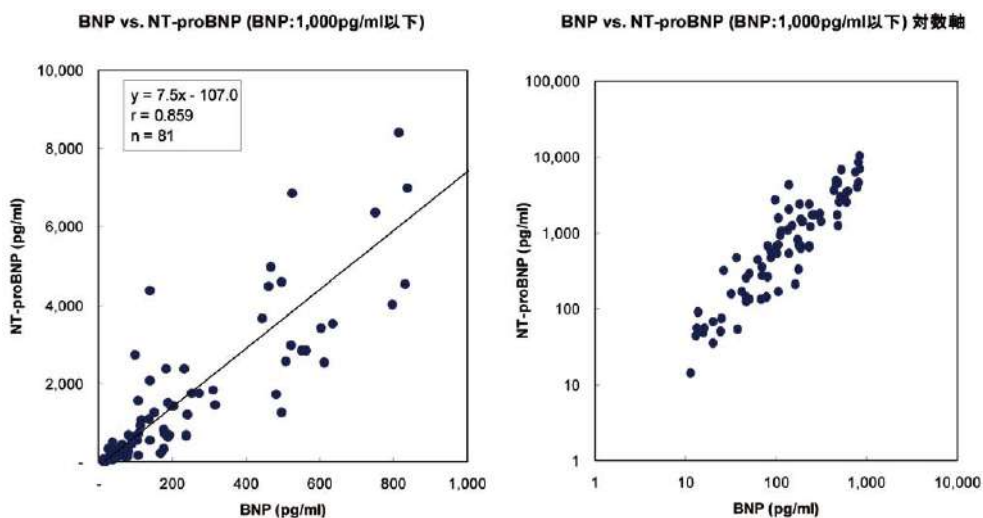 BNP vs. NT-proBNP (BNP:1,000pg/ml以下)
10,000
8,000
6,000
4,000
2,000
-
y = 7.5x - 107.0
r = 0.859
n = 81
NT-proBNP (pg/ml)
-
200
400
600
800
1,000
BNP (pg/ml)
BNP vs. NT-proBNP (BNP:1,000pg/ml以下) 対数軸
100,000
10,000
1,000
100
10
1
NT-proBNP (pg/ml)
1
10
100
1,000
10,000
BNP (pg/ml)